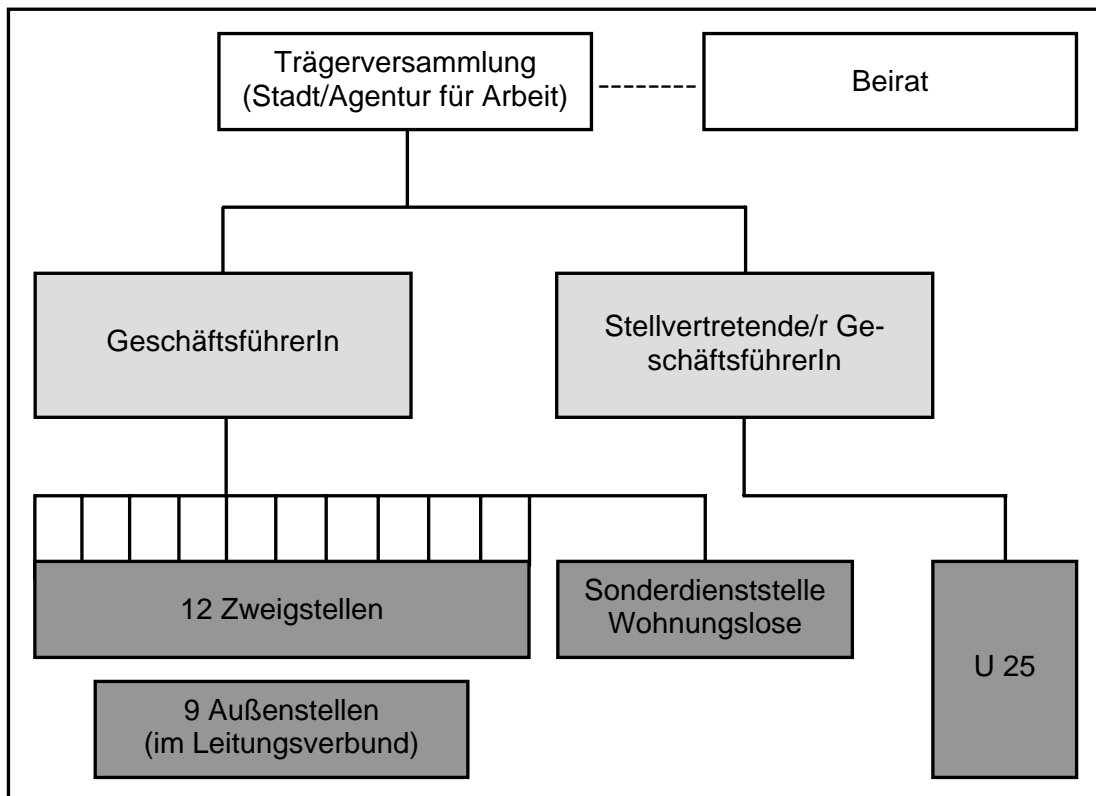 Trägerversammlung
(Stadt/Agentur für Arbeit)
Beirat
GeschäftsführerIn
Stellvertretende/r Ge-
schäftsführerIn
12 Zweigstellen
Sonderdienststelle
Wohnungslose
U 25
9 Außenstellen
(im Leitungsverbund)